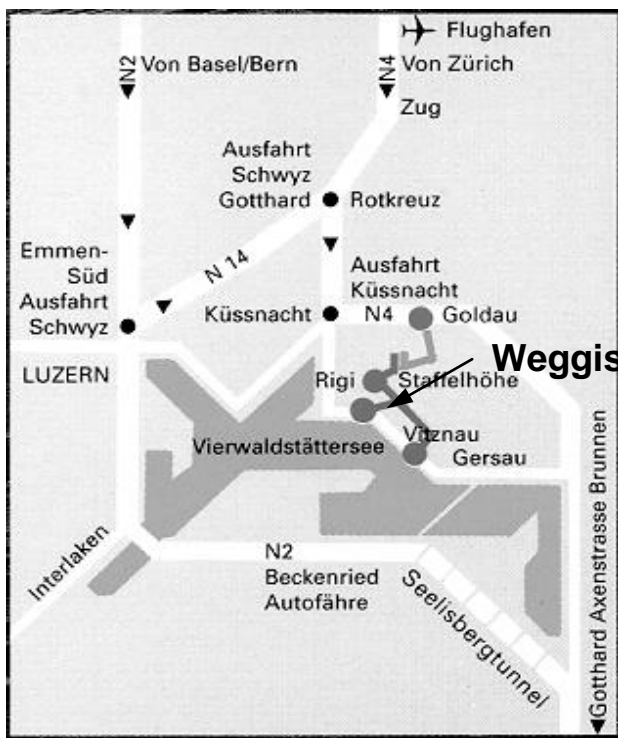 Flughafen
N2
Von Basel/Bern
N4
Von Zürich
Zug
Ausfahrt
Schwyz
Gotthard
Rotkreuz
Emmen-
Süd
Ausfahrt
Schwyz
N 14
Ausfahrt
Küssnacht
Küssnacht
N4
Goldau
LUZERN
Weggis
Rigi
Staffelhöhe
Vierwaldstättersee
Vitznau
Gersau
Interlaken
N2
Beckenried
Autofähre
Seelisbergtunnel
Gotthard Axenstrasse Brunnen